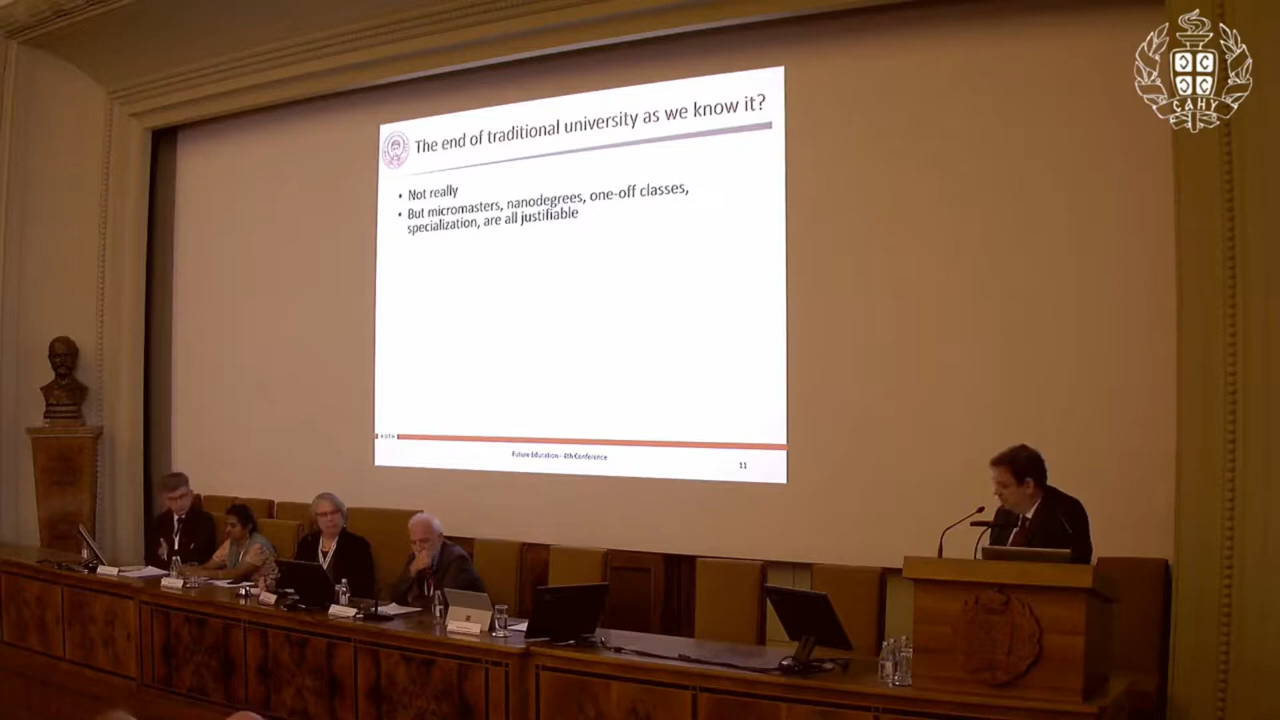 The end of traditional university as we know it?
• Not really
• But micromasters, nanodegrees, one-off classes,
specialization, are all justifiable
Future Education - 4th Conference
11
САНУ